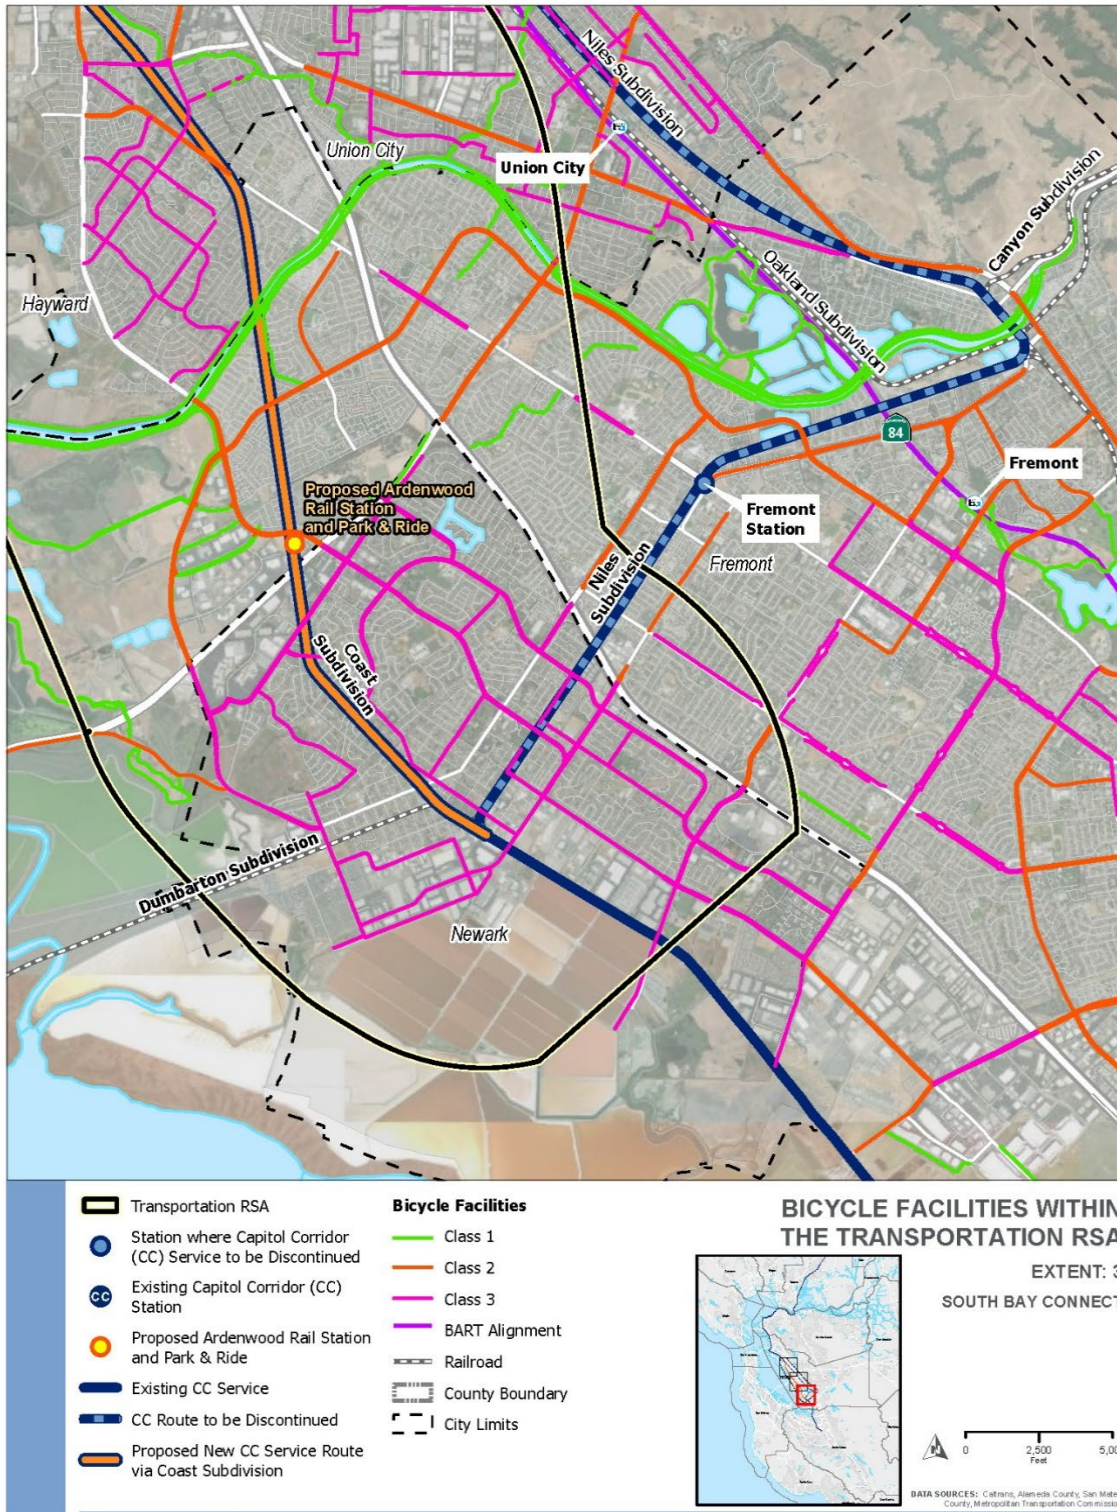 Niles Subdivision
Union City
Union City
Canyon Subdivision
Oakland Subdivision
Hayward
84
Fremont
Proposed Ardenwood
Rail Station
and Park & Ride
Fremont
Station
Niles
Subdivision
Fremont
Coast
Subdivision
Dumbarton Subdivision
Newark
Transportation RSA
Station where Capitol Corridor
(CC) Service to be Discontinued
CC
Existing Capitol Corridor (CC)
Station
Proposed Ardenwood Rail Station
and Park & Ride
Existing CC Service
CC Route to be Discontinued
Proposed New CC Service Route
via Coast Subdivision
Bicycle Facilities
Class 1
Class 2
Class 3
BART Alignment
Railroad
County Boundary
City Limits
BICYCLE FACILITIES WITHIN
THE TRANSPORTATION RSA
EXTENT: 3
SOUTH BAY CONNECT
N
0 2,500 5,00
Feet
DATA SOURCES: Caltrans, Alameda County, San Mate
County, Metropolitan Transportation Commissio